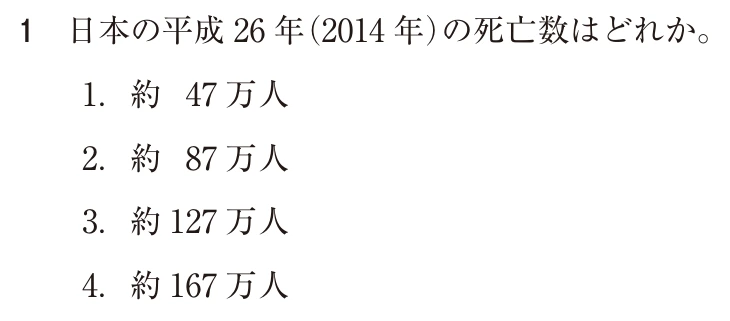 1 日本の平成 26 年(2014 年)の死亡数はどれか。
1. 約 47 万人
2. 約 87 万人
3. 約 127 万人
4. 約 167 万人